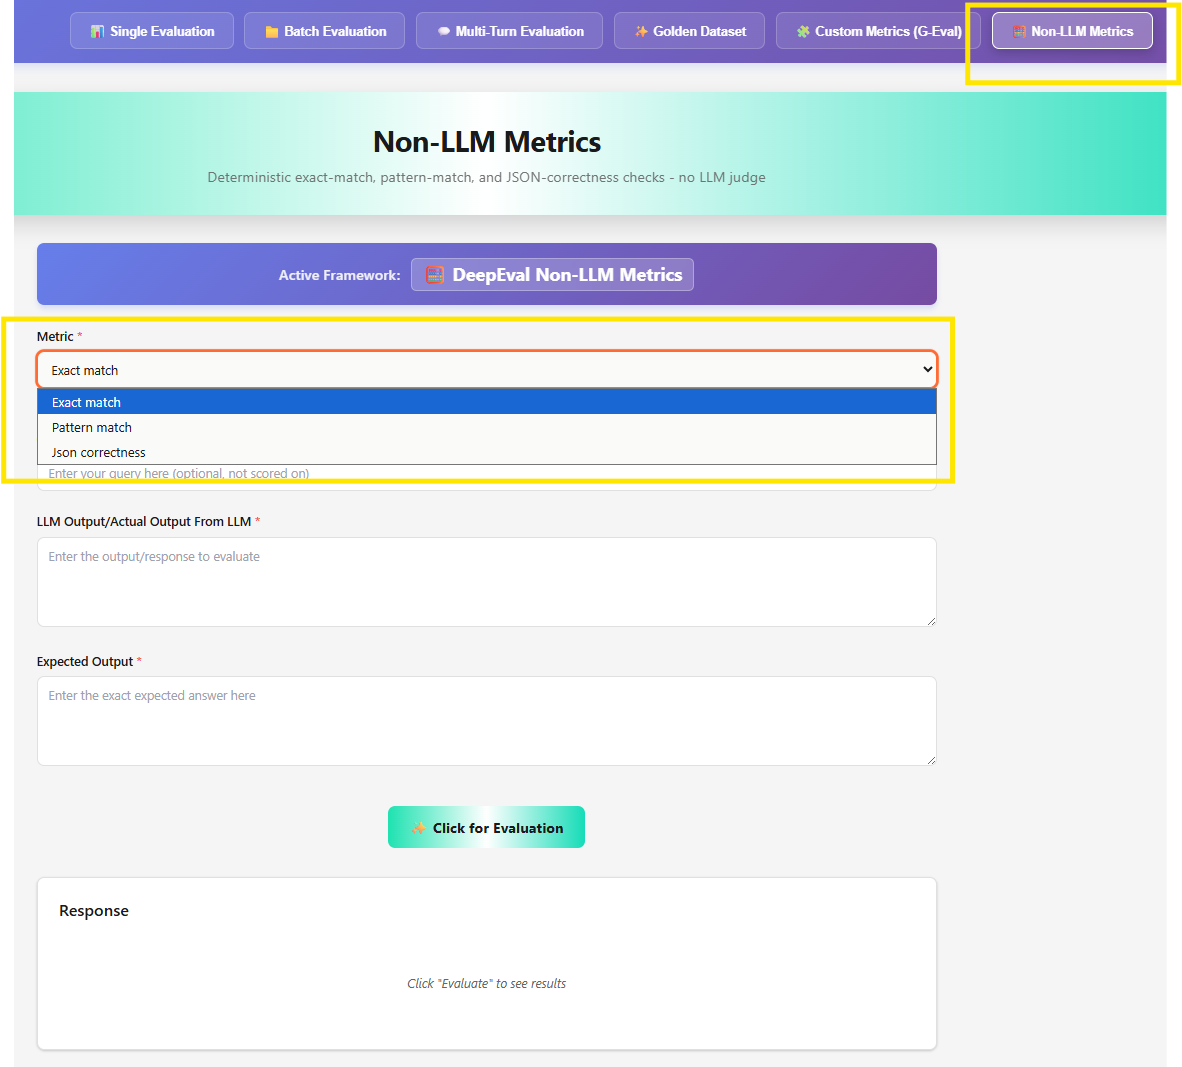 Single Evaluation
Batch Evaluation
Multi-Turn Evaluation
Golden Dataset
Custom Metrics (G-Eval)
Non-LLM Metrics
Non-LLM Metrics
Deterministic exact-match, pattern-match, and JSON-correctness checks - no LLM judge
Active Framework:
DeepEval Non-LLM Metrics
Metric *
Exact match
Exact match
Pattern match
Json correctness
Enter your query here (optional, not scored on)
LLM Output/Actual Output From LLM *
Enter the output/response to evaluate
Expected Output *
Enter the exact expected answer here
Click for Evaluation
Response
Click "Evaluate" to see results